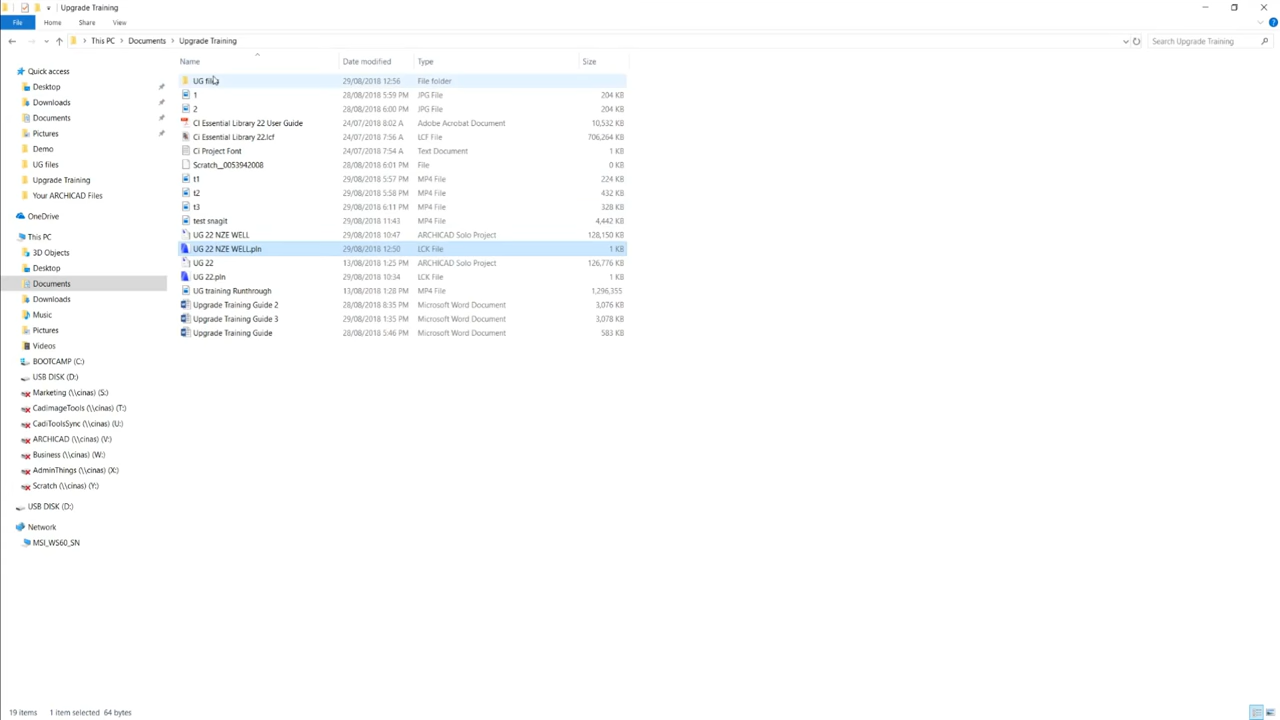 Upgrade Training
File Home Share View
This PC Documents Upgrade Training Search Upgrade Training
Name Date modified Type Size
Quick access
Desktop
Downloads
Documents
Pictures
Demo
UG files
Upgrade Training
Your ARCHICAD Files
OneDrive
This PC
3D Objects
Desktop
Documents
Downloads
Music
Pictures
Videos
BOOTCAMP (C:)
USB DISK (D:)
Marketing (\\cinas) (S:)
CadimageTools (\\cinas) (T:)
CadiToolsSync (\\cinas) (U:)
ARCHICAD (\\cinas) (V:)
Business (\\cinas) (W:)
AdminThings (\\cinas) (X:)
Scratch (\\cinas) (Y:)
USB DISK (D:)
Network
MSI_WS60_SN
UG files 29/08/2018 12:56 File folder
1 28/08/2018 5:59 PM JPG File 204 KB
2 28/08/2018 6:00 PM JPG File 204 KB
CI Essential Library 22 User Guide 24/07/2018 8:02 A Adobe Acrobat Document 10,532 KB
Ci Essential Library 22.lcf 24/07/2018 7:56 A LCF File 706,264 KB
Ci Project Font 24/07/2018 7:54 A Text Document 1 KB
Scratch__0053942008 28/08/2018 6:01 PM File 0 KB
t1 28/08/2018 5:57 PM MP4 File 224 KB
t2 28/08/2018 5:58 PM MP4 File 432 KB
t3 28/08/2018 6:11 PM MP4 File 328 KB
test snagit 29/08/2018 11:43 MP4 File 4,442 KB
UG 22 NZE WELL 29/08/2018 10:47 ARCHICAD Solo Project 128,150 KB
UG 22 NZE WELL.pln 29/08/2018 12:50 LCK File 1 KB
UG 22 13/08/2018 1:25 PM ARCHICAD Solo Project 126,776 KB
UG 22.pln 29/08/2018 10:34 LCK File 1 KB
UG training Runthrough 13/08/2018 1:28 PM MP4 File 1,296,355
Upgrade Training Guide 2 28/08/2018 8:35 PM Microsoft Word Document 3,076 KB
Upgrade Training Guide 3 29/08/2018 1:35 PM Microsoft Word Document 3,078 KB
Upgrade Training Guide 28/08/2018 5:46 PM Microsoft Word Document 583 KB
19 items 1 item selected 64 bytes